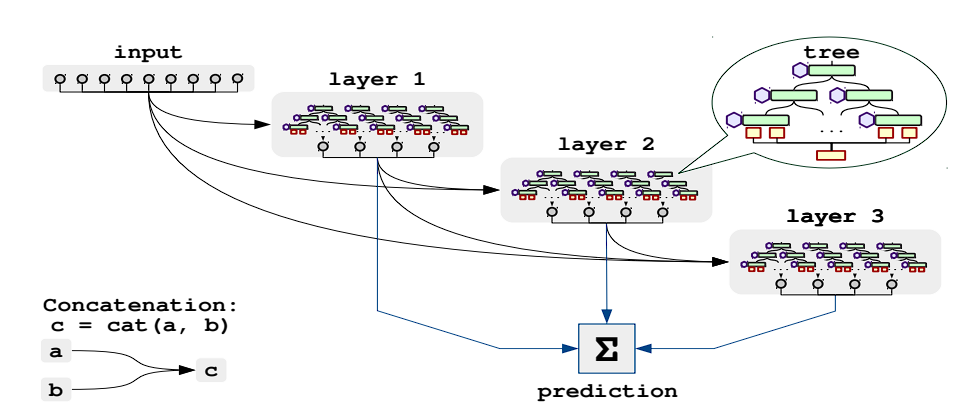 input
layer 1
layer 2
tree
layer 3
Concatenation:
c = cat(a, b)
a
b
c
Σ
prediction